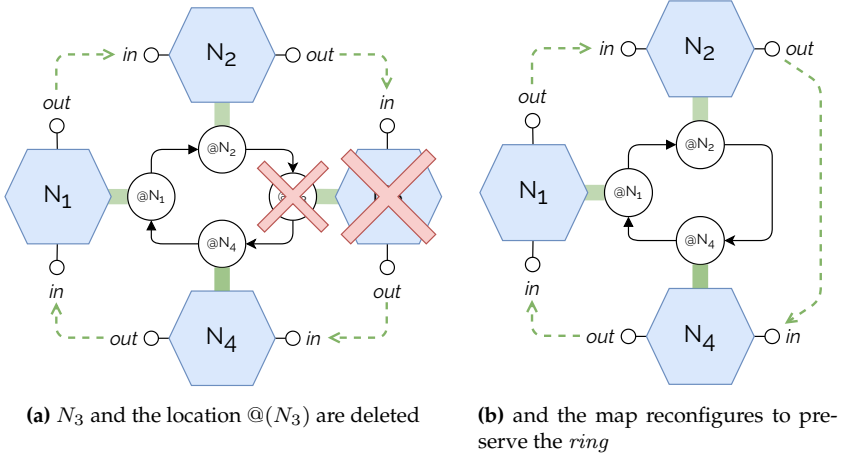 in
N2
out
out
in
@N2
N1
@N1
@N4
in
out
out
N4
in
(a) N3 and the location @(N3) are deleted
in
N2
out
out
@N2
N1
@N1
@N4
in
out
N4
in
(b) and the map reconfigures to pre-
serve the ring